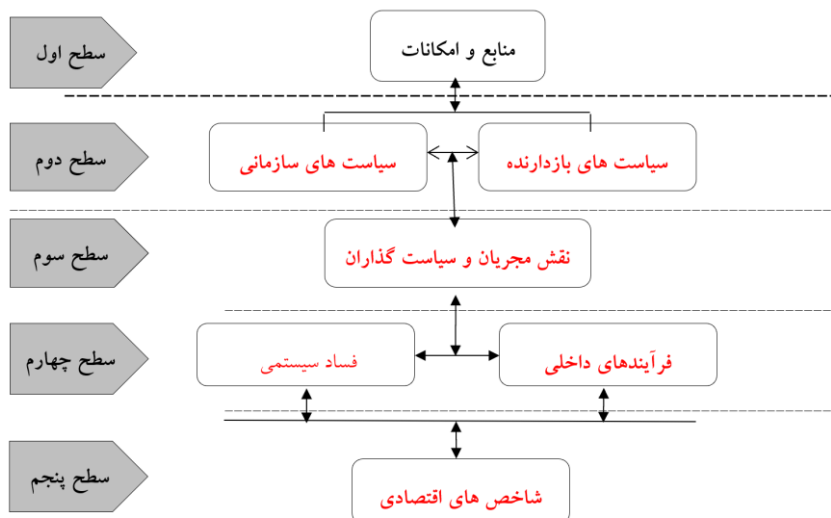 سطح اول
منابع و امکانات
سطح دوم
سیاست های بازدارنده
سیاست های سازمانی
سطح سوم
نقش مجریان و سیاست گذاران
سطح چهارم
فرآیندهای داخلی
فساد سیستمی
سطح پنجم
شاخص های اقتصادی